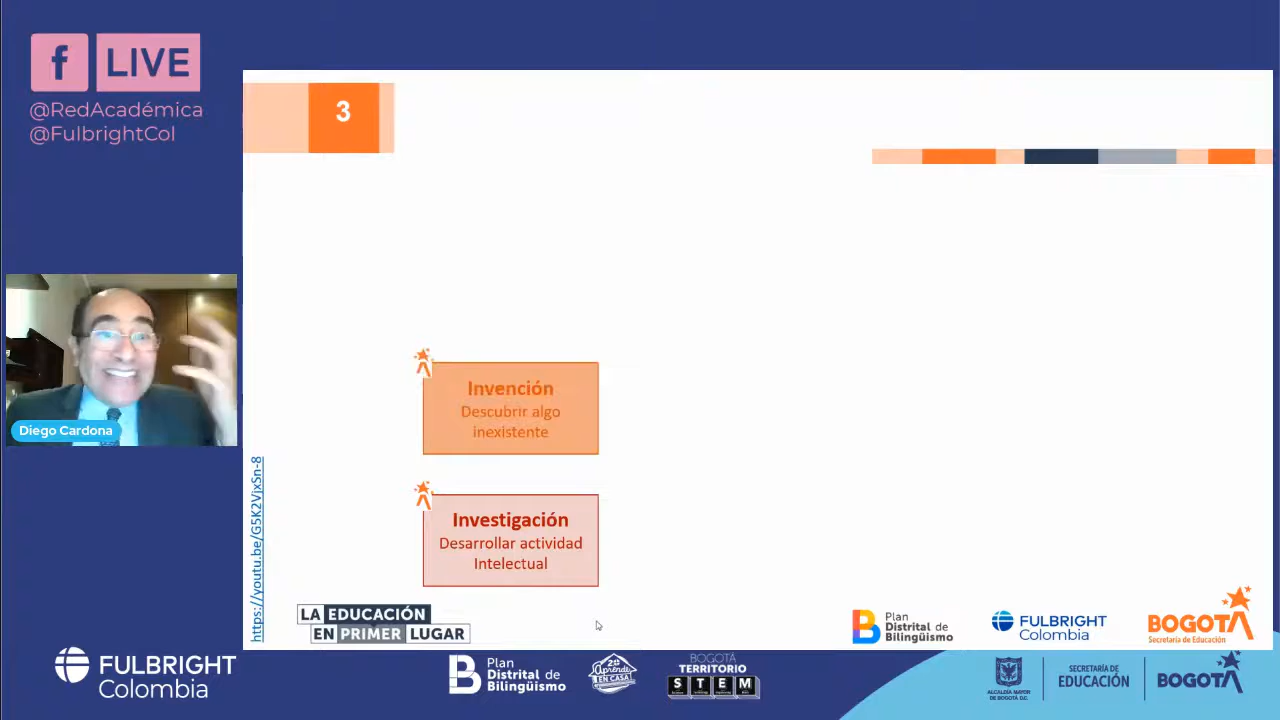 f LIVE
@RedAcadémica
@FulbrightCol
3
Diego Cardona
Invención
Descubrir algo
inexistente
Investigación
Desarrollar actividad
Intelectual
https://youtu.be/G5K2VjxSn-8
LA EDUCACIÓN
EN PRIMER LUGAR
Plan
Distrital de
Bilingüismo
FULBRIGHT
Colombia
BOGOTÁ
Secretaría de Educación
FULBRIGHT
Colombia
Plan
Distrital de
Bilingüismo
Aprende
EN CASA
BOGOTÁ
TERRITORIO
STEM
ALCALDÍA MAYOR
DE BOGOTÁ D.C.
SECRETARÍA DE
EDUCACIÓN
BOGOTÁ